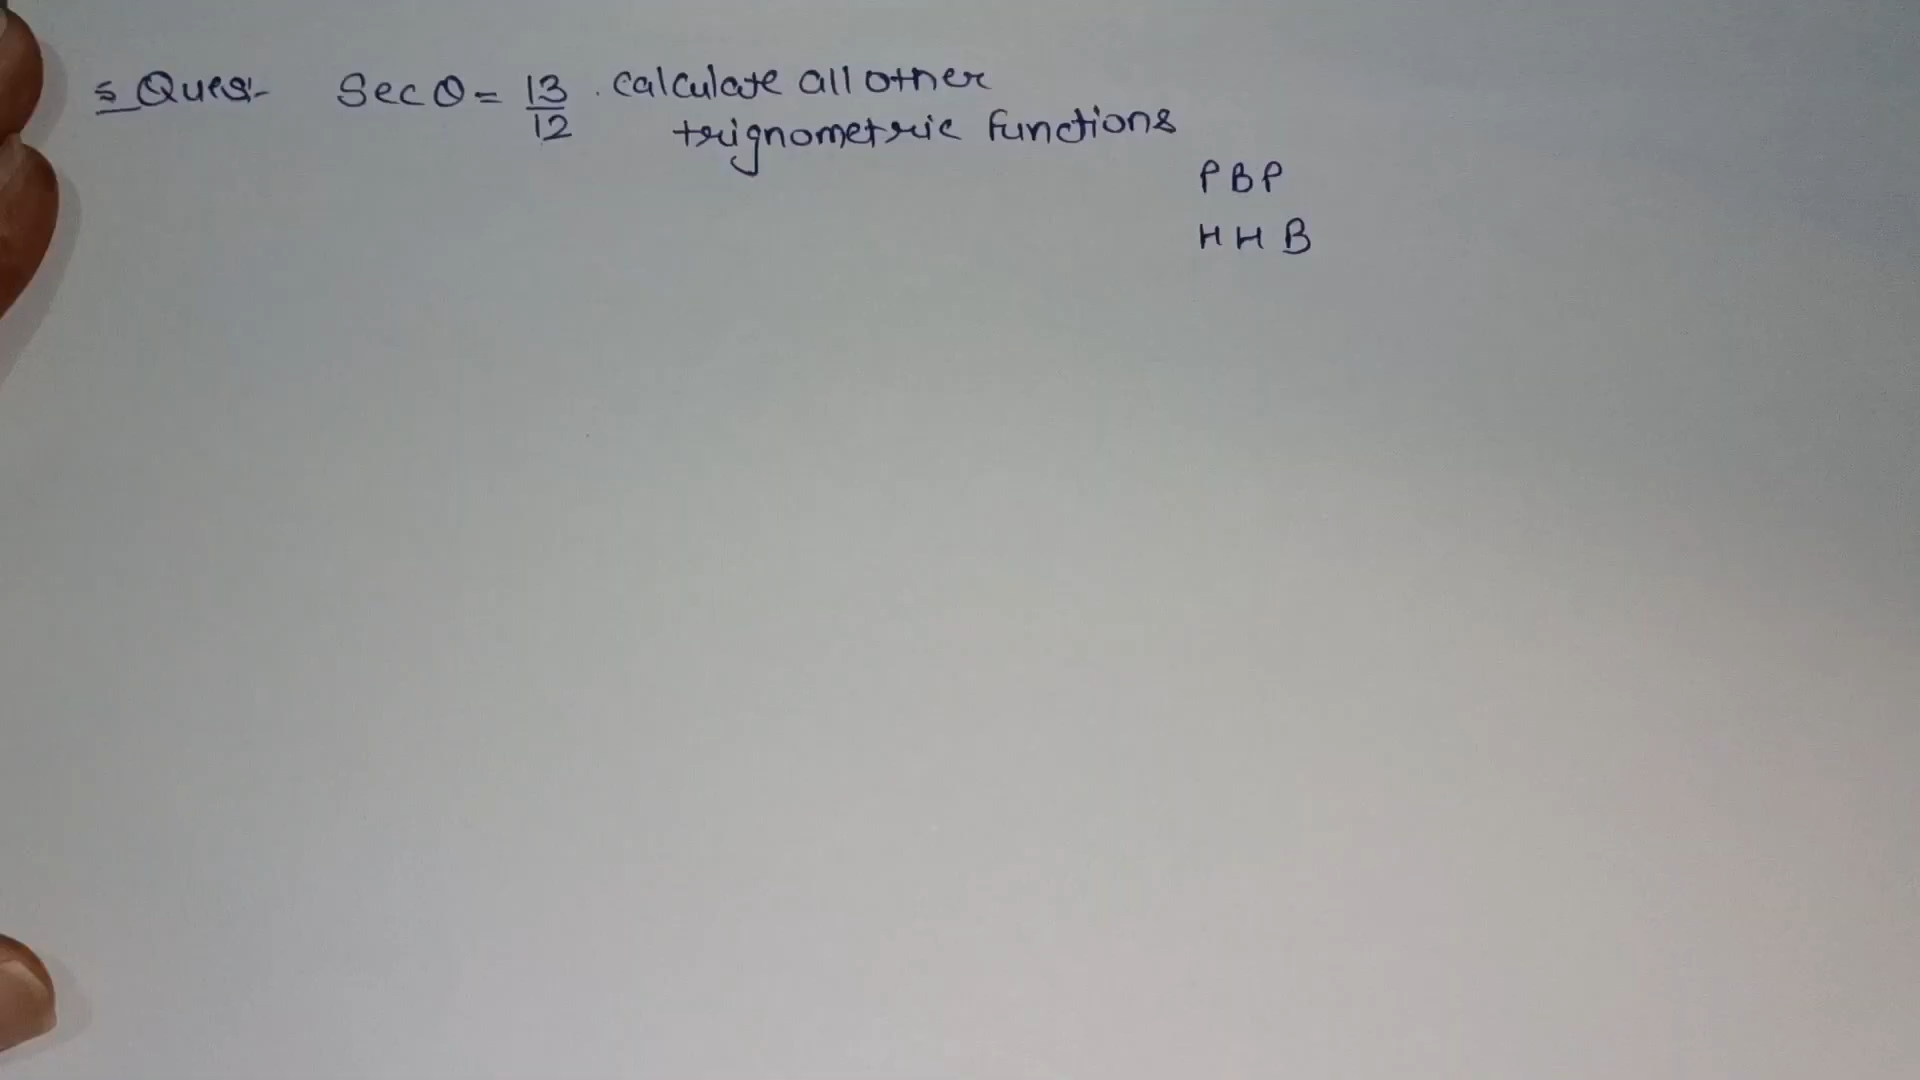 5 Ques:- Sec θ = 13/12 . calculate all other
trignometric functions
P B P
H H B